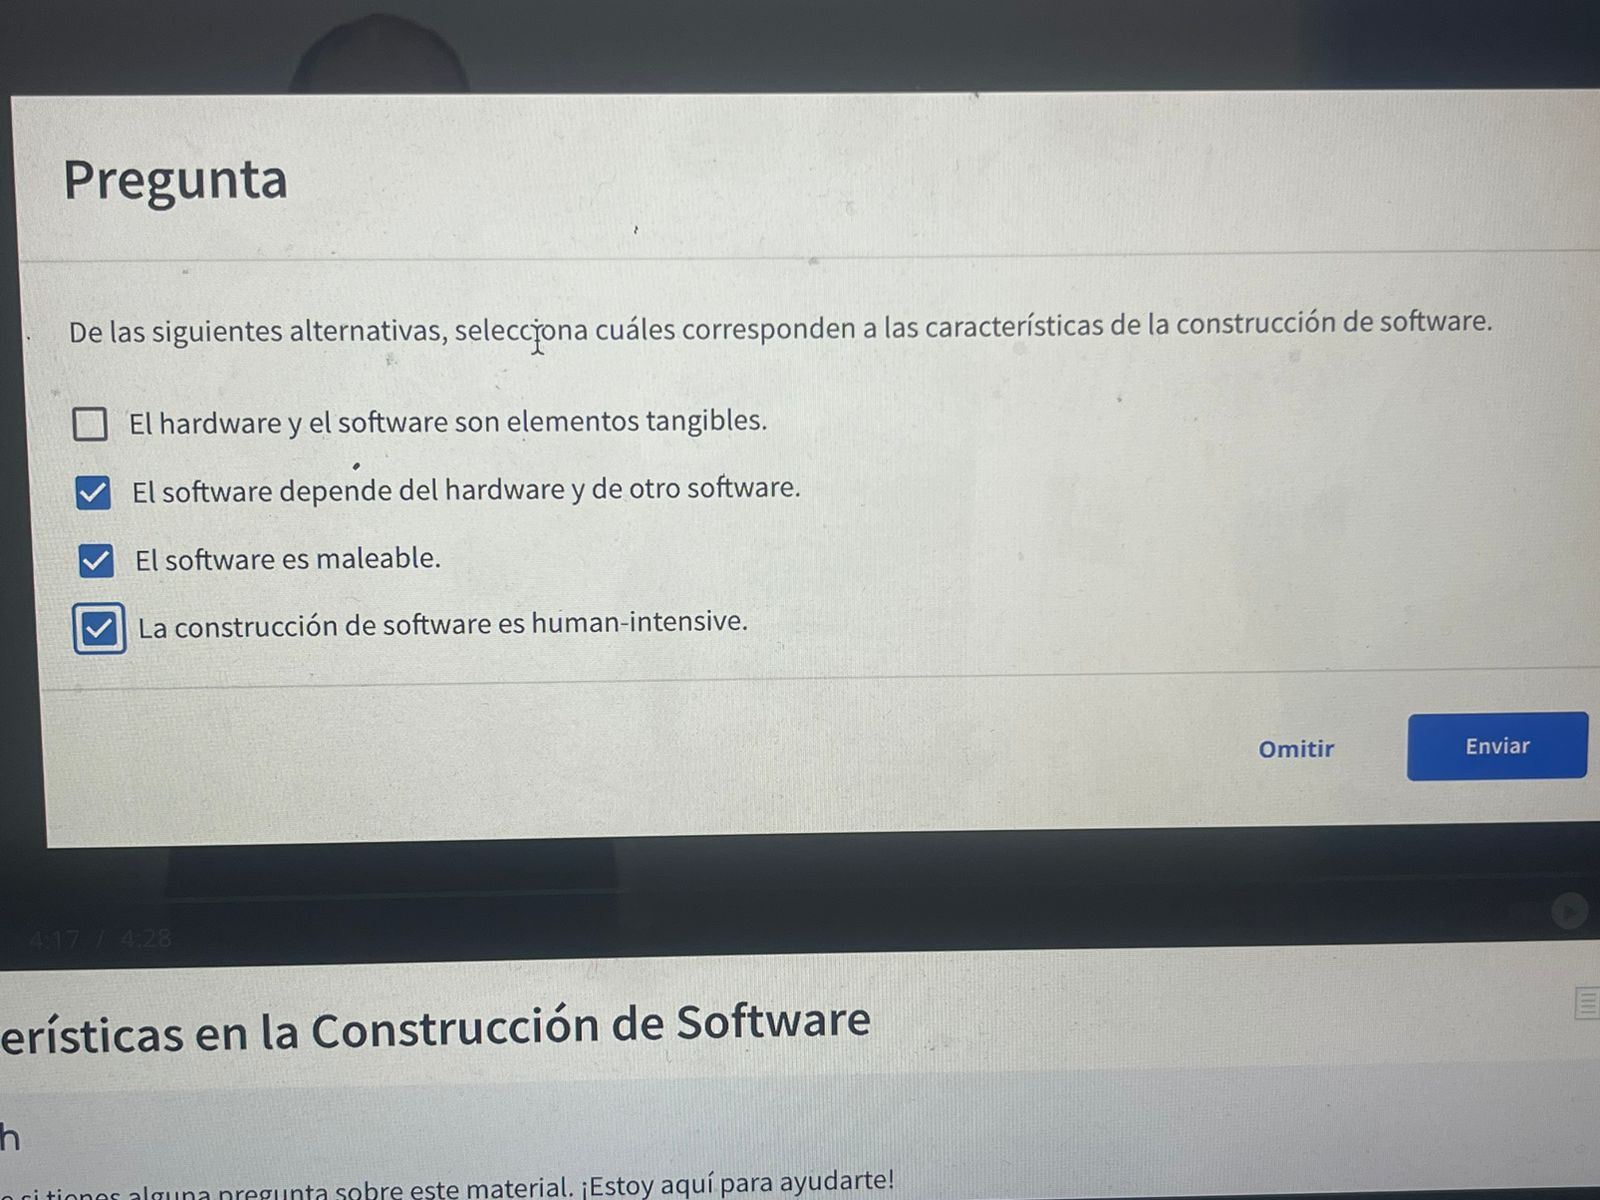 Pregunta
De las siguientes alternativas, selecciona cuáles corresponden a las características de la construcción de software.
El hardware y el software son elementos tangibles.
El software depende del hardware y de otro software.
El software es maleable.
La construcción de software es human-intensive.
Omitir
Enviar
4:17 / 4:28
erísticas en la Construcción de Software
h
si tienes alguna pregunta sobre este material. ¡Estoy aquí para ayudarte!